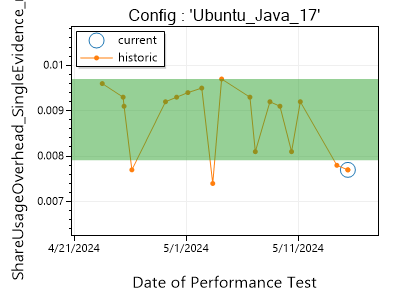 Config : 'Ubuntu_Java_17'
current
historic
0.01
0.009
0.008
0.007
4/21/2024
5/1/2024
5/11/2024
Date of Performance Test
ShareUsageOverhead_SingleEvidence_